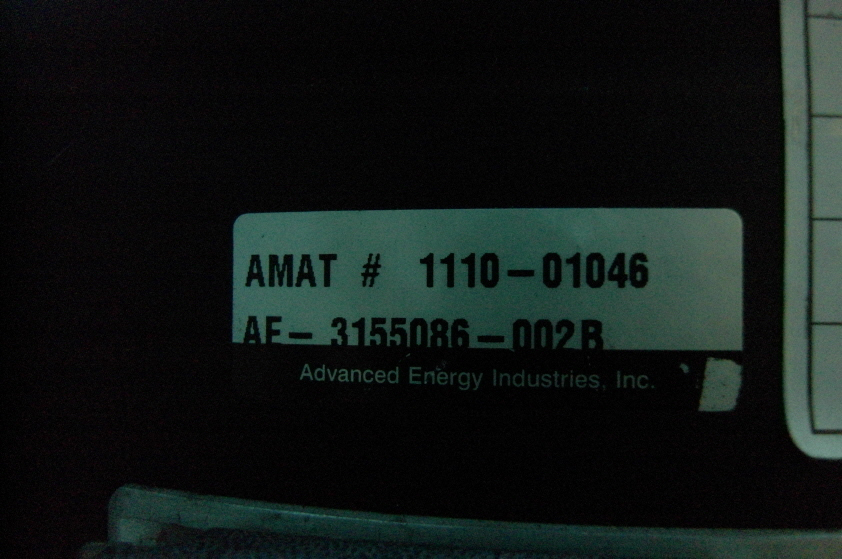 AMAT # 1110-01046
AE- 3155086-002B
Advanced Energy Industries, Inc.